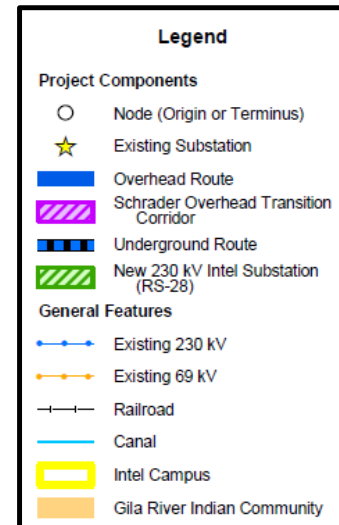 Legend
Project Components
Node (Origin or Terminus)
Existing Substation
Overhead Route
Schrader Overhead Transition
Corridor
Underground Route
New 230 kV Intel Substation
(RS-28)
General Features
Existing 230 kV
Existing 69 kV
Railroad
Canal
Intel Campus
Gila River Indian Community